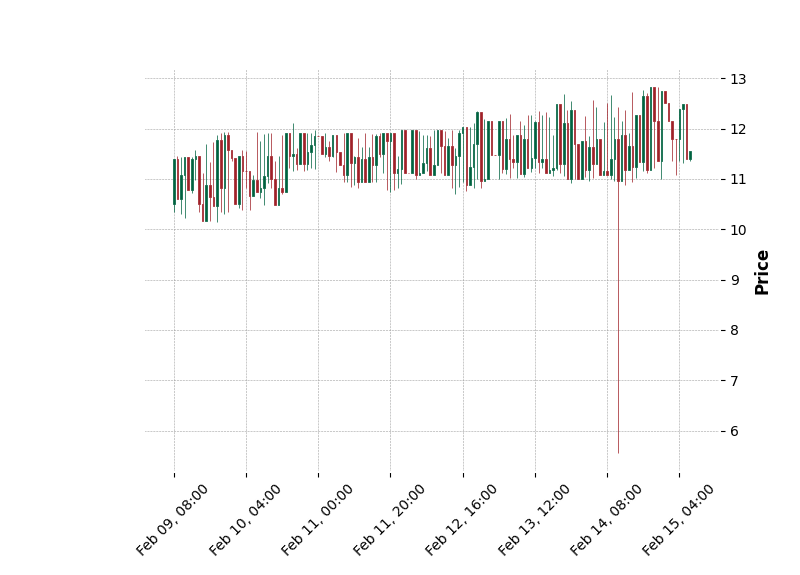 13
12
11
10
9
8
7
6
Price
Feb 09, 08:00
Feb 10, 04:00
Feb 11, 00:00
Feb 11, 20:00
Feb 12, 16:00
Feb 13, 12:00
Feb 14, 08:00
Feb 15, 04:00